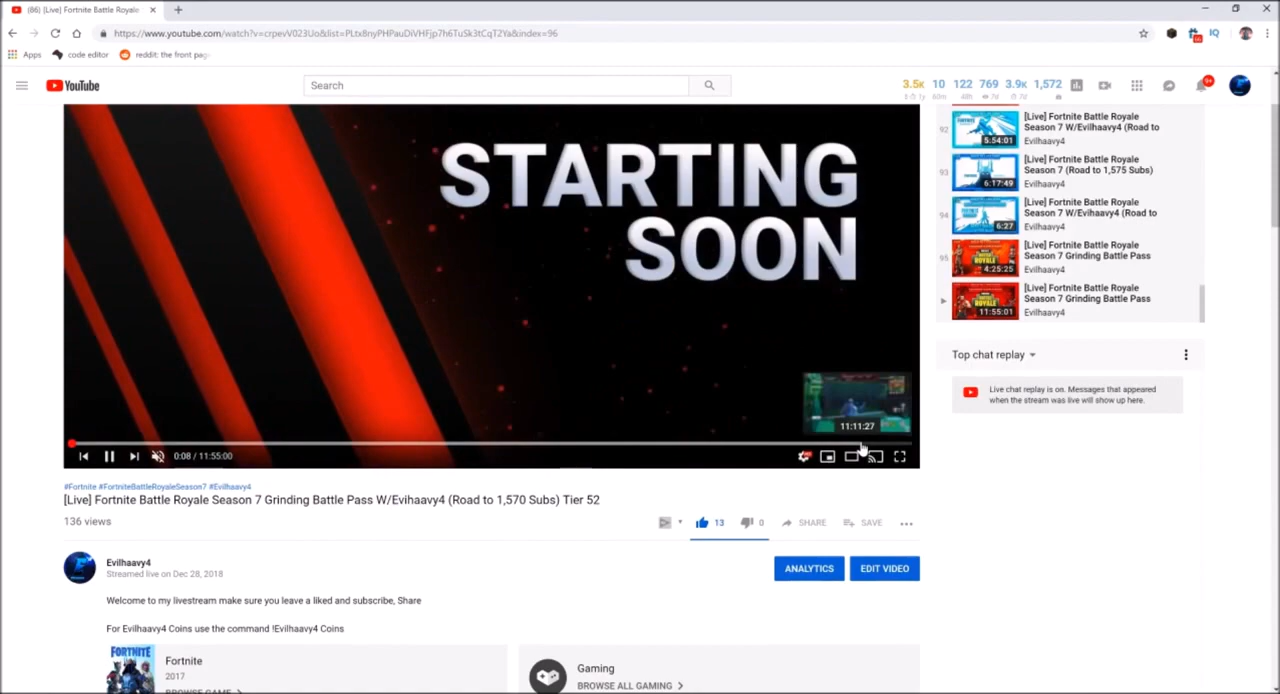 (86) [Live] Fortnite Battle Royale
https://www.youtube.com/watch?v=crpevV023Uo&list=PLtx8nyPHPauDiVHFjp7h6TuSk3tCqT2Ya&index=96
Apps code editor reddit: the front pag
YouTube
Search
3.5K 10 122 769 3.9K 1,572
9+
STARTING
SOON
11:11:27
0:08 / 11:55:00
#Fortnite #FortniteBattleRoyaleSeason7 #Evilhaavy4
[Live] Fortnite Battle Royale Season 7 Grinding Battle Pass W/Evihaavy4 (Road to 1,570 Subs) Tier 52
136 views
13 0 SHARE SAVE
Evilhaavy4
Streamed live on Dec 28, 2018
ANALYTICS EDIT VIDEO
Welcome to my livestream make sure you leave a liked and subscribe, Share
For Evilhaavy4 Coins use the command !Evilhaavy4 Coins
FORTNITE
Fortnite
2017
BROWSE GAME
Gaming
BROWSE ALL GAMING
92
[Live] Fortnite Battle Royale
Season 7 W/Evilhaavy4 (Road to
Evilhaavy4
5:54:01
93
[Live] Fortnite Battle Royale
Season 7 (Road to 1,575 Subs)
Evilhaavy4
6:17:49
94
[Live] Fortnite Battle Royale
Season 7 W/Evihaavy4 (Road to
Evilhaavy4
6:27
95
[Live] Fortnite Battle Royale
Season 7 Grinding Battle Pass
Evilhaavy4
4:25:25
[Live] Fortnite Battle Royale
Season 7 Grinding Battle Pass
Evilhaavy4
11:55:01
Top chat replay
Live chat replay is on. Messages that appeared
when the stream was live will show up here.